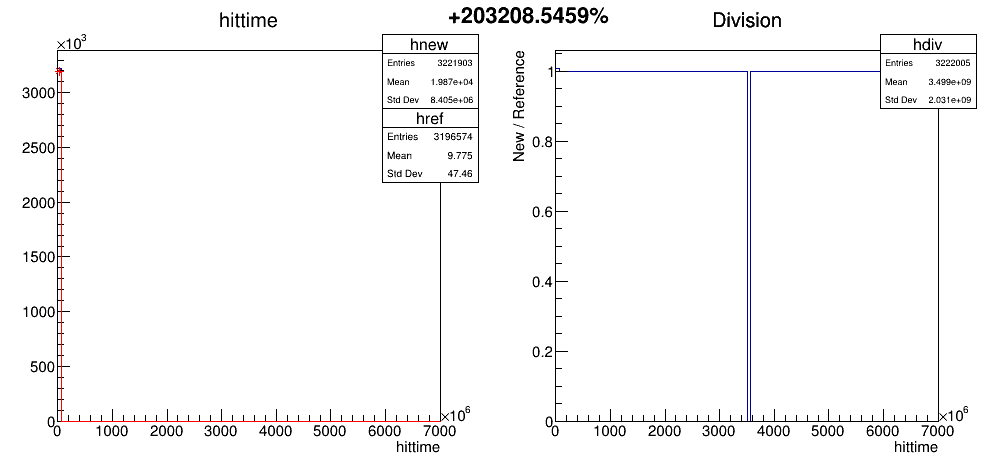 +203208.5459%
hittime
×10³
hnew
Entries 3221903
Mean 1.987e+04
Std Dev 8.405e+06
href
Entries 3196574
Mean 9.775
Std Dev 47.46
3000
2500
2000
1500
1000
500
0
0 1000 2000 3000 4000 5000 6000 7000
×10⁶
hittime
Division
hdiv
Entries 3222005
Mean 3.499e+09
Std Dev 2.031e+09
New / Reference
1
0.8
0.6
0.4
0.2
0
0 1000 2000 3000 4000 5000 6000 7000
×10⁶
hittime